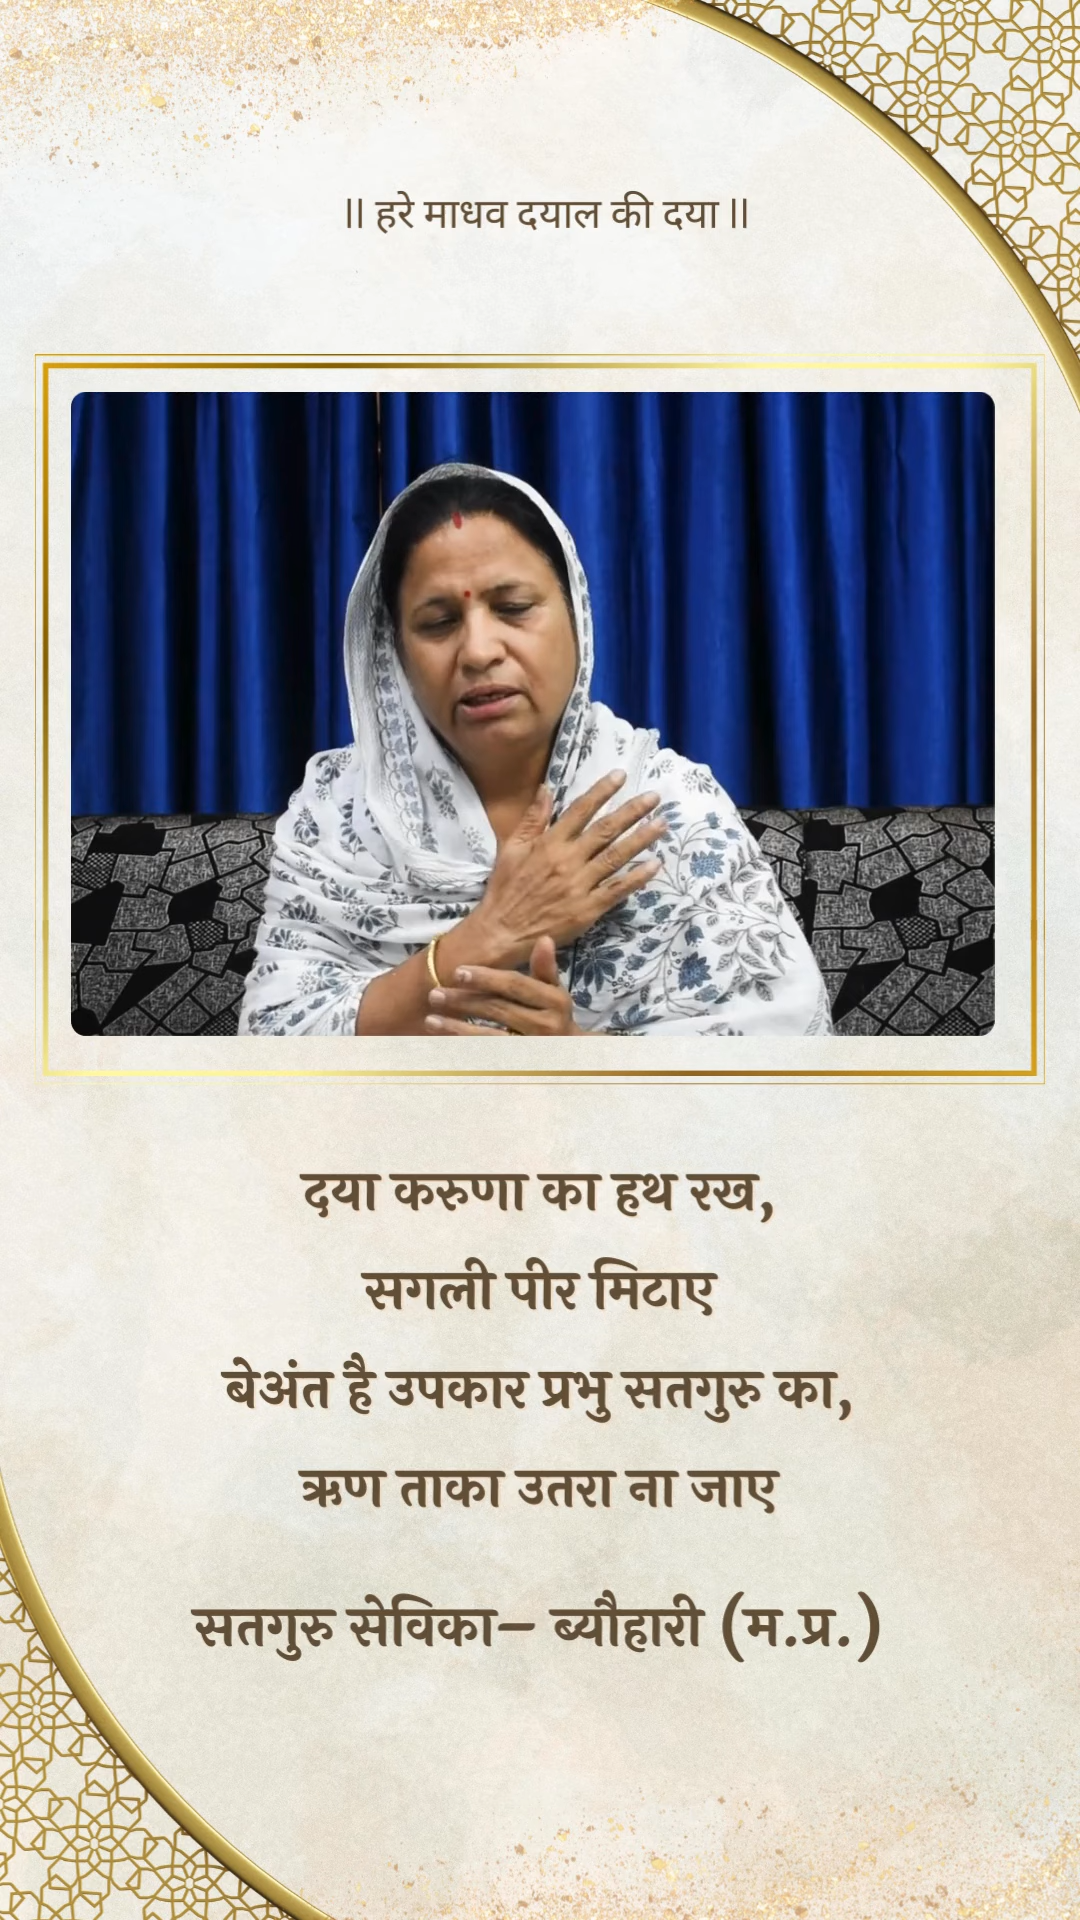 ॥ हरे माधव दयाल की दया ॥
दया करुणा का हथ रख,
सगली पीर मिटाए
बेअंत है उपकार प्रभु सतगुरु का,
ऋण ताका उतरा ना जाए
सतगुरु सेविका– ब्यौहारी (म.प्र.)